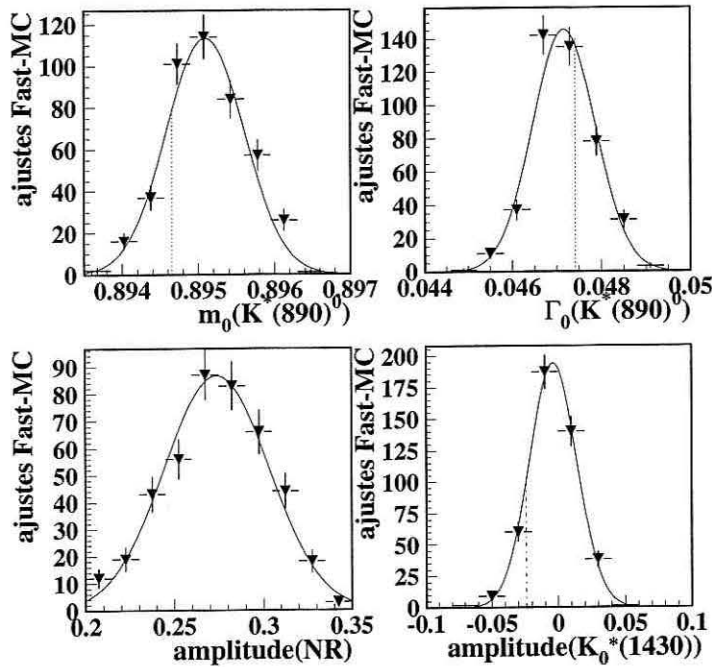 ajustes Fast-MC
120
100
80
60
40
20
0
0.894 0.895 0.896 0.897
m0(K*(890)0)
ajustes Fast-MC
140
120
100
80
60
40
20
0
0.044 0.046 0.048 0.05
Γ0(K*(890)0)
ajustes Fast-MC
90
80
70
60
50
40
30
20
10
0
0.2 0.25 0.3 0.35
amplitude(NR)
ajustes Fast-MC
200
175
150
125
100
75
50
25
0
-0.1 -0.05 0 0.05 0.1
amplitude(K0*(1430))